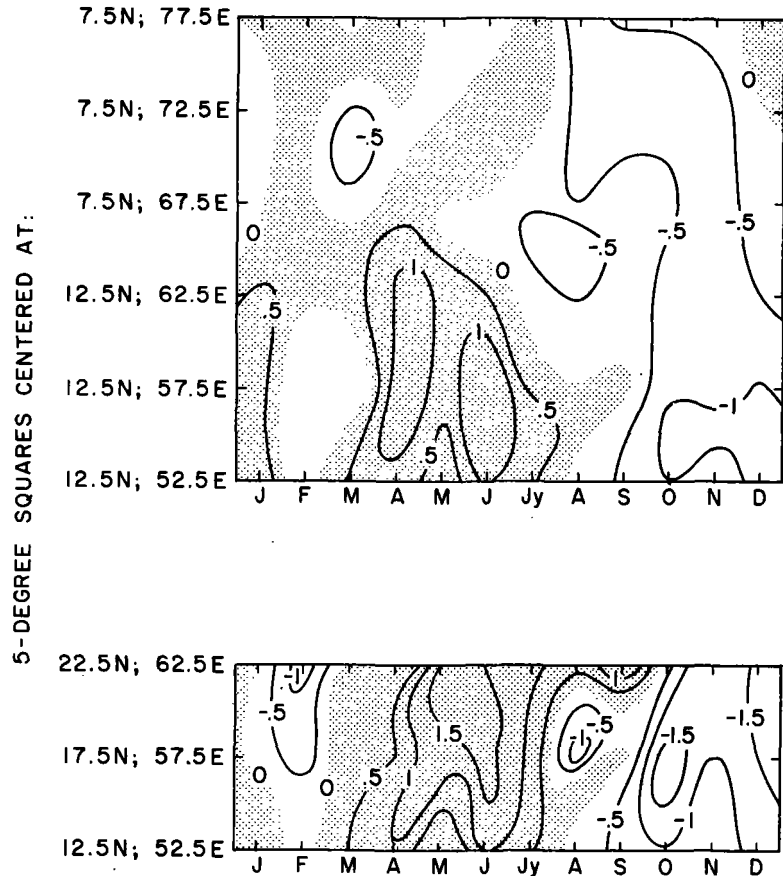 5-DEGREE SQUARES CENTERED AT:
7.5N; 77.5E
0
7.5N; 72.5E
-.5
7.5N; 67.5E
0
-.5
-.5
-.5
0
1
12.5N; 62.5E
.5
1
12.5N; 57.5E
.5
-1
.5
12.5N; 52.5E
J F M A M J Jy A S O N D
22.5N; 62.5E
-1
1
-.5
-.5
-1.5
1.5
-1
-1.5
17.5N; 57.5E
0
0
.5
1
-.5
-1
12.5N; 52.5E
J F M A M J Jy A S O N D